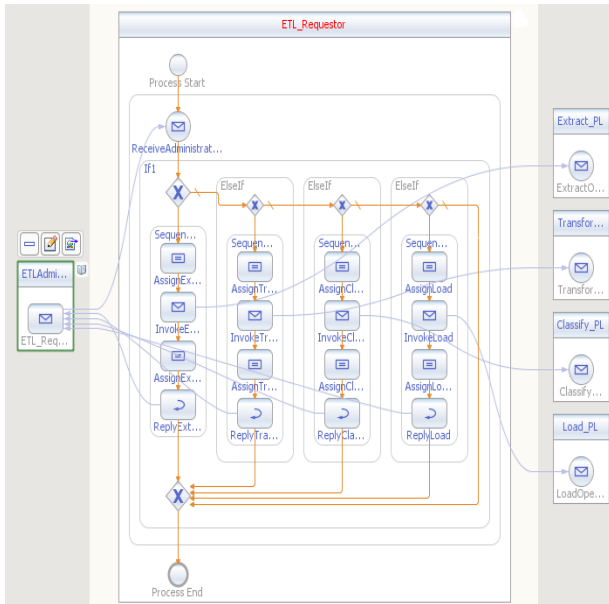 ETL_Requestor
Process Start
ReceiveAdministrat...
If1
ElseIf
ElseIf
ElseIf
Sequen...
Sequen...
Sequen...
Sequen...
AssignEx...
AssignTr...
AssignCl...
AssignLoad
InvokeE...
InvokeTr...
InvokeCl...
InvokeLoad
AssignEx...
AssignTr...
AssignCl...
AssignLo...
ReplyExt...
ReplyTra...
ReplyCla...
ReplyLoad
Process End
ETLAdmi...
ETL_Req...
Extract_PL
ExtractO...
Transfor...
Transfor...
Classify_PL
Classify...
Load_PL
LoadOpe...